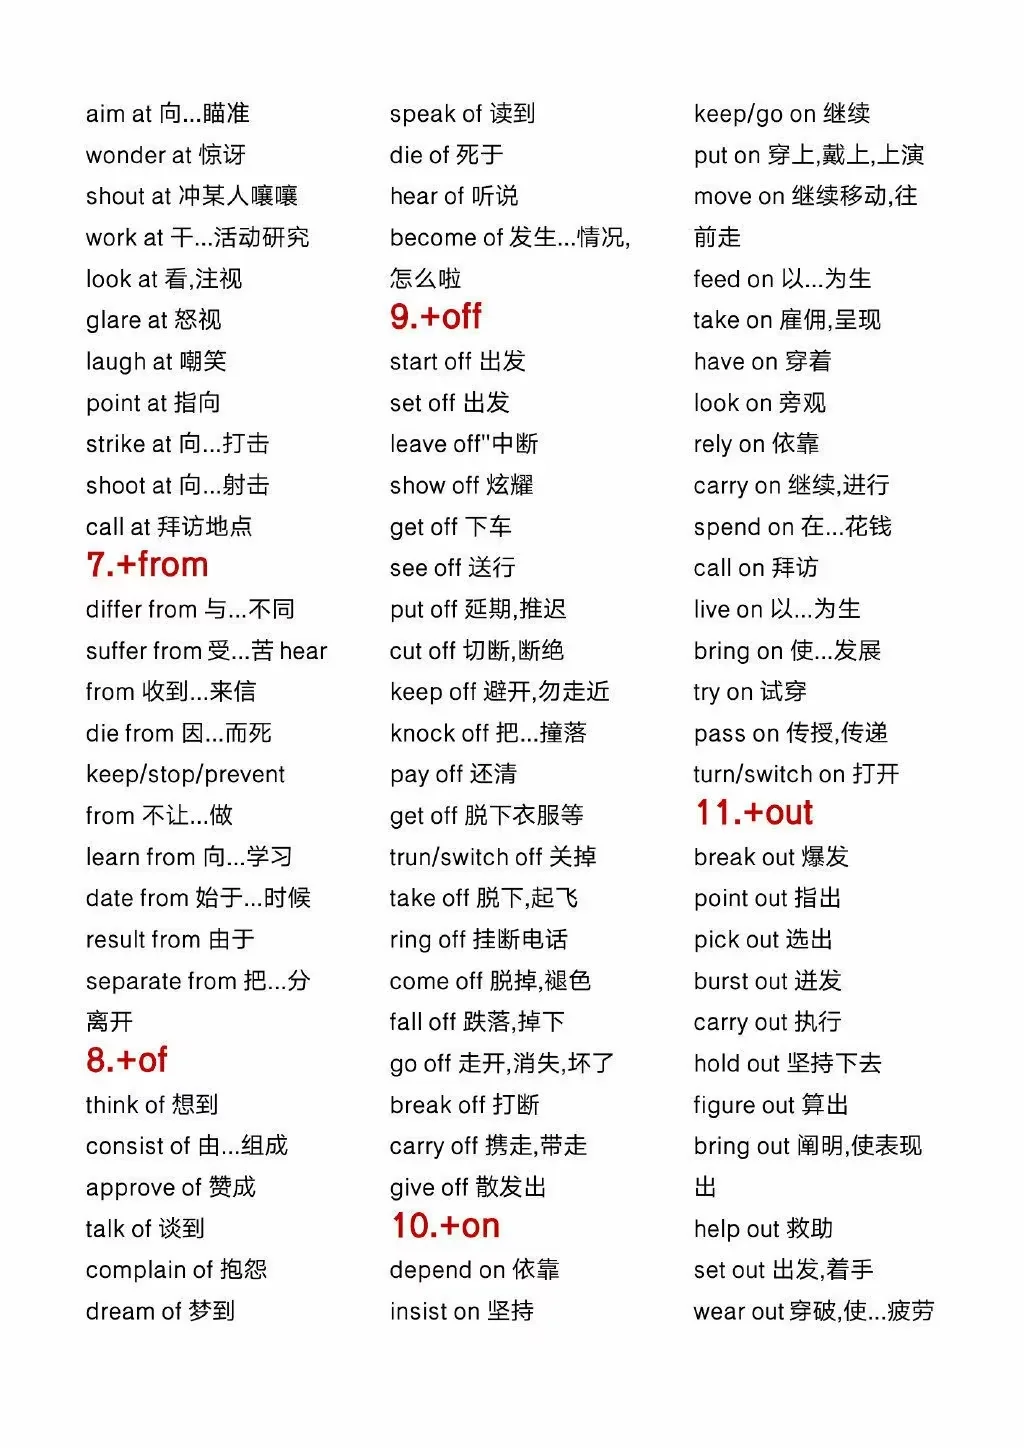 aim at 向...瞄准
wonder at 惊讶
shout at 冲某人嚷嚷
work at 干...活动研究
look at 看,注视
glare at 怒视
laugh at 嘲笑
point at 指向
strike at 向...打击
shoot at 向...射击
call at 拜访地点
7.+from
differ from 与...不同
suffer from 受...苦 hear
from 收到...来信
die from 因...而死
keep/stop/prevent
from 不让...做
learn from 向...学习
date from 始于...时候
result from 由于
separate from 把...分
离开
8.+of
think of 想到
consist of 由...组成
approve of 赞成
talk of 谈到
complain of 抱怨
dream of 梦到
speak of 读到
die of 死于
hear of 听说
become of 发生...情况,
怎么啦
9.+off
start off 出发
set off 出发
leave off"中断
show off 炫耀
get off 下车
see off 送行
put off 延期,推迟
cut off 切断,断绝
keep off 避开,勿走近
knock off 把...撞落
pay off 还清
get off 脱下衣服等
trun/switch off 关掉
take off 脱下,起飞
ring off 挂断电话
come off 脱掉,褪色
fall off 跌落,掉下
go off 走开,消失,坏了
break off 打断
carry off 携走,带走
give off 散发出
10.+on
depend on 依靠
insist on 坚持
keep/go on 继续
put on 穿上,戴上,上演
move on 继续移动,往
前走
feed on 以...为生
take on 雇佣,呈现
have on 穿着
look on 旁观
rely on 依靠
carry on 继续,进行
spend on 在...花钱
call on 拜访
live on 以...为生
bring on 使...发展
try on 试穿
pass on 传授,传递
turn/switch on 打开
11.+out
break out 爆发
point out 指出
pick out 选出
burst out 迸发
carry out 执行
hold out 坚持下去
figure out 算出
bring out 阐明,使表现
出
help out 救助
set out 出发,着手
wear out 穿破,使...疲劳